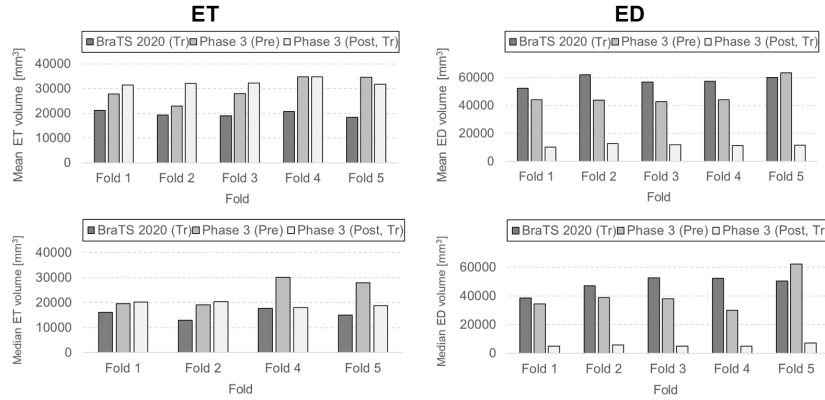 ET
BraTS 2020 (Tr) Phase 3 (Pre) Phase 3 (Post, Tr)
Mean ET volume [mm³]
40000
30000
20000
10000
0
Fold 1 Fold 2 Fold 3 Fold 4 Fold 5
Fold
ED
BraTS 2020 (Tr) Phase 3 (Pre) Phase 3 (Post, Tr)
Mean ED volume [mm³]
60000
40000
20000
0
Fold 1 Fold 2 Fold 3 Fold 4 Fold 5
Fold
BraTS 2020 (Tr) Phase 3 (Pre) Phase 3 (Post, Tr)
Median ET volume [mm³]
40000
30000
20000
10000
0
Fold 1 Fold 2 Fold 4 Fold 5
Fold
BraTS 2020 (Tr) Phase 3 (Pre) Phase 3 (Post, Tr)
Median ED volume [mm³]
60000
40000
20000
0
Fold 1 Fold 2 Fold 3 Fold 4 Fold 5
Fold